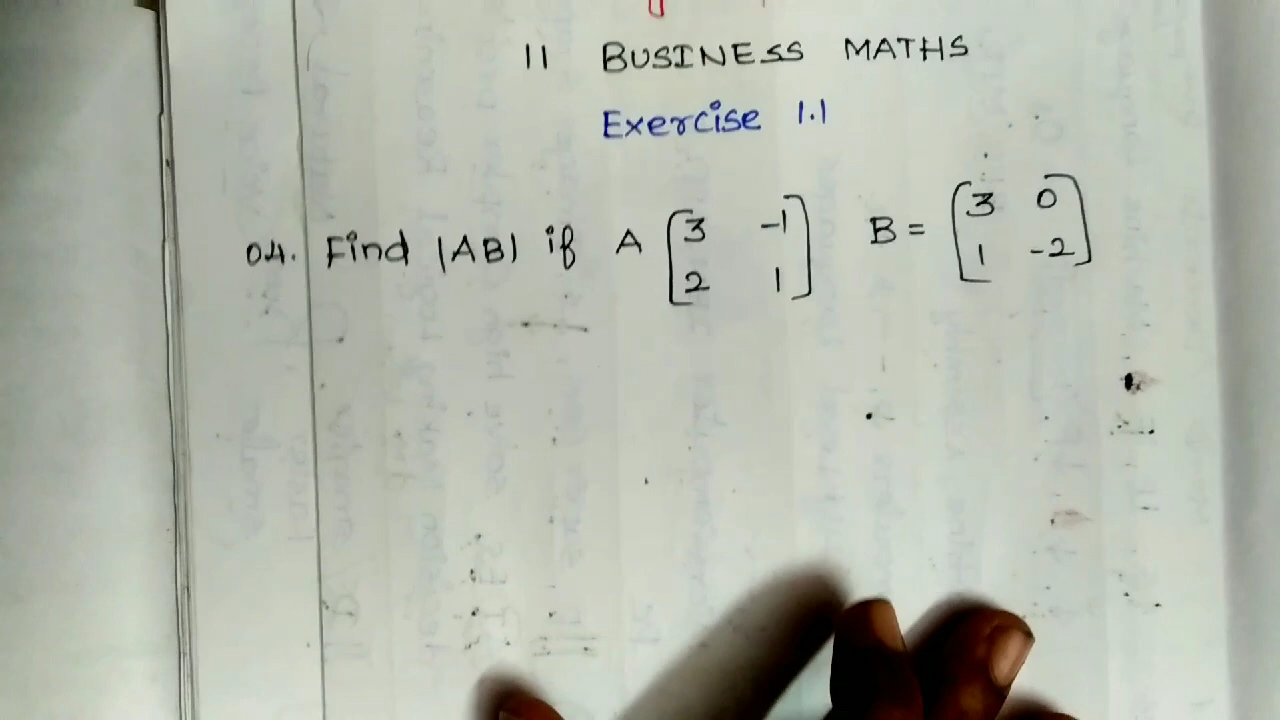 11 BUSINESS MATHS
Exercise 1.1
04. Find |AB| if A [3 -1 B = [3 0
2 1] 1 -2]